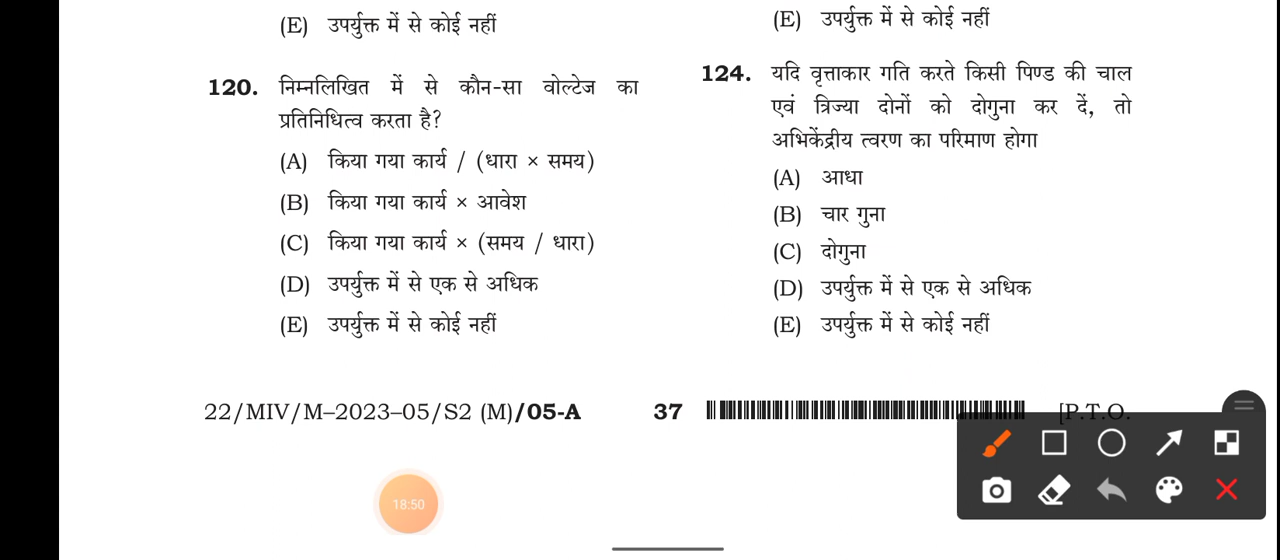 (E) उपर्युक्त में से कोई नहीं
120. निम्नलिखित में से कौन-सा वोल्टेज का
प्रतिनिधित्व करता है?
(A) किया गया कार्य / (धारा × समय)
(B) किया गया कार्य × आवेश
(C) किया गया कार्य × (समय / धारा)
(D) उपर्युक्त में से एक से अधिक
(E) उपर्युक्त में से कोई नहीं
(E) उपर्युक्त में से कोई नहीं
124. यदि वृत्ताकार गति करते किसी पिण्ड की चाल
एवं त्रिज्या दोनों को दोगुना कर दें, तो
अभिकेंद्रीय त्वरण का परिमाण होगा
(A) आधा
(B) चार गुना
(C) दोगुना
(D) उपर्युक्त में से एक से अधिक
(E) उपर्युक्त में से कोई नहीं
22/MIV/M–2023–05/S2 (M)/05-A 37 [P.T.O.
18:50